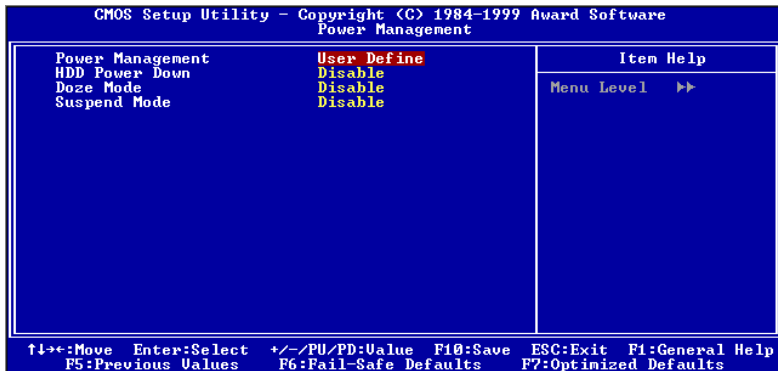 CMOS Setup Utility – Copyright (C) 1984–1999 Award Software
Power Management
Power Management User Define
HDD Power Down Disable
Doze Mode Disable
Suspend Mode Disable
Item Help
Menu Level ▶▶
↑↓→←:Move Enter:Select +/-/PU/PD:Value F10:Save ESC:Exit F1:General Help
F5:Previous Values F6:Fail-Safe Defaults F7:Optimized Defaults